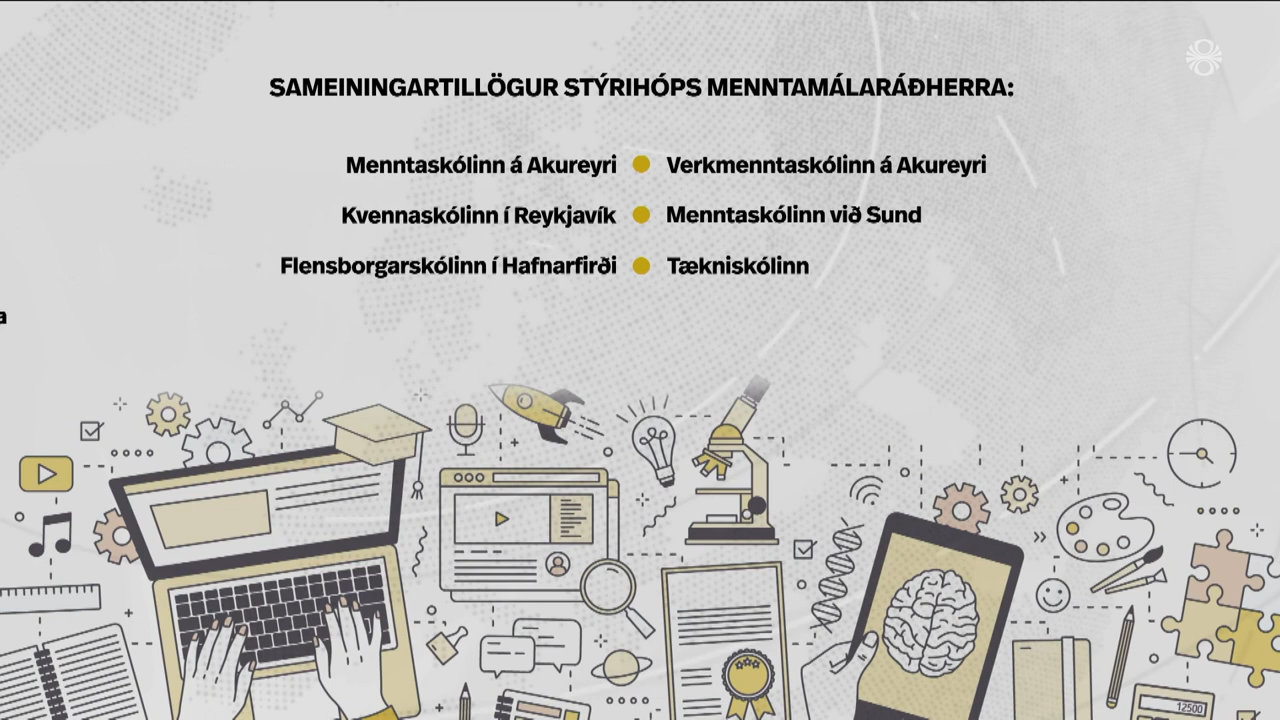 SAMEININGARTILLÖGUR STÝRIHÓPS MENNTAMÁLARÁÐHERRA:
Menntaskólinn á Akureyri ● Verkmenntaskólinn á Akureyri
Kvennaskólinn í Reykjavík ● Menntaskólinn við Sund
Flensborgarskólinn í Hafnarfirði ● Tækniskólinn
a
12500